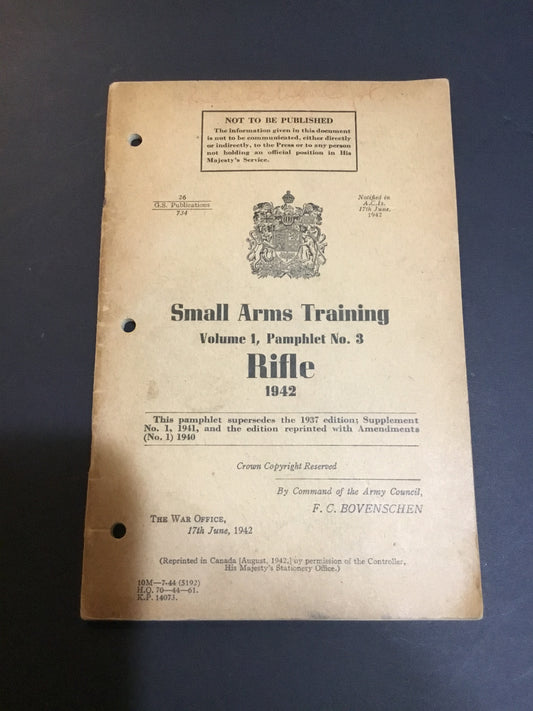 NOT TO BE PUBLISHED
The information given in this document
is not to be communicated, either directly
or indirectly, to the Press or to any person
not holding an official position in His
Majesty's Service.
26
G.S. Publications
734
Notified in
A.C.Is.
17th June,
1942
Small Arms Training
Volume 1, Pamphlet No. 3
Rifle
1942
This pamphlet supersedes the 1937 edition; Supplement
No. 1, 1941, and the edition reprinted with Amendments
(No. 1) 1940
Crown Copyright Reserved
By Command of the Army Council,
F. C. BOVENSCHEN
THE WAR OFFICE,
17th June, 1942
(Reprinted in Canada [August, 1942,] by permission of the Controller,
His Majesty's Stationery Office.)
10M—7-44 (5192)
H.Q. 70—44—61.
K.P. 14073.